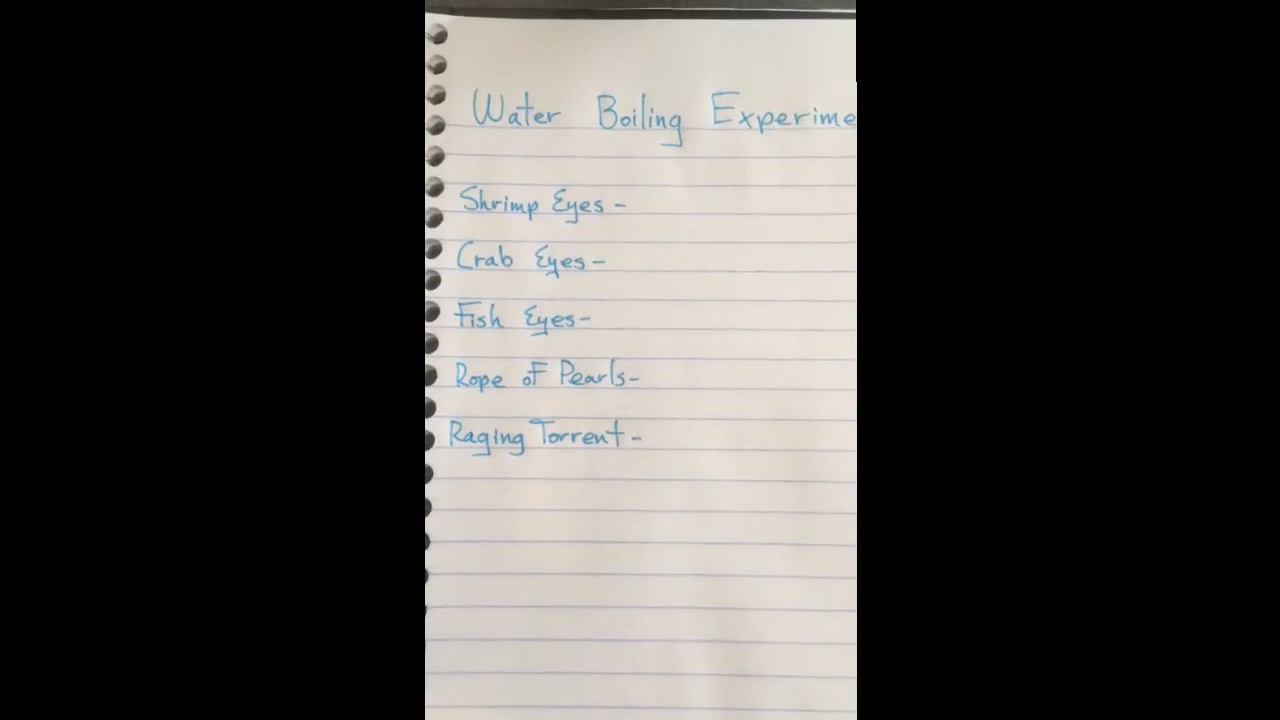 Water Boiling Experime
Shrimp Eyes -
Crab Eyes -
Fish Eyes -
Rope of Pearls -
Raging Torrent -